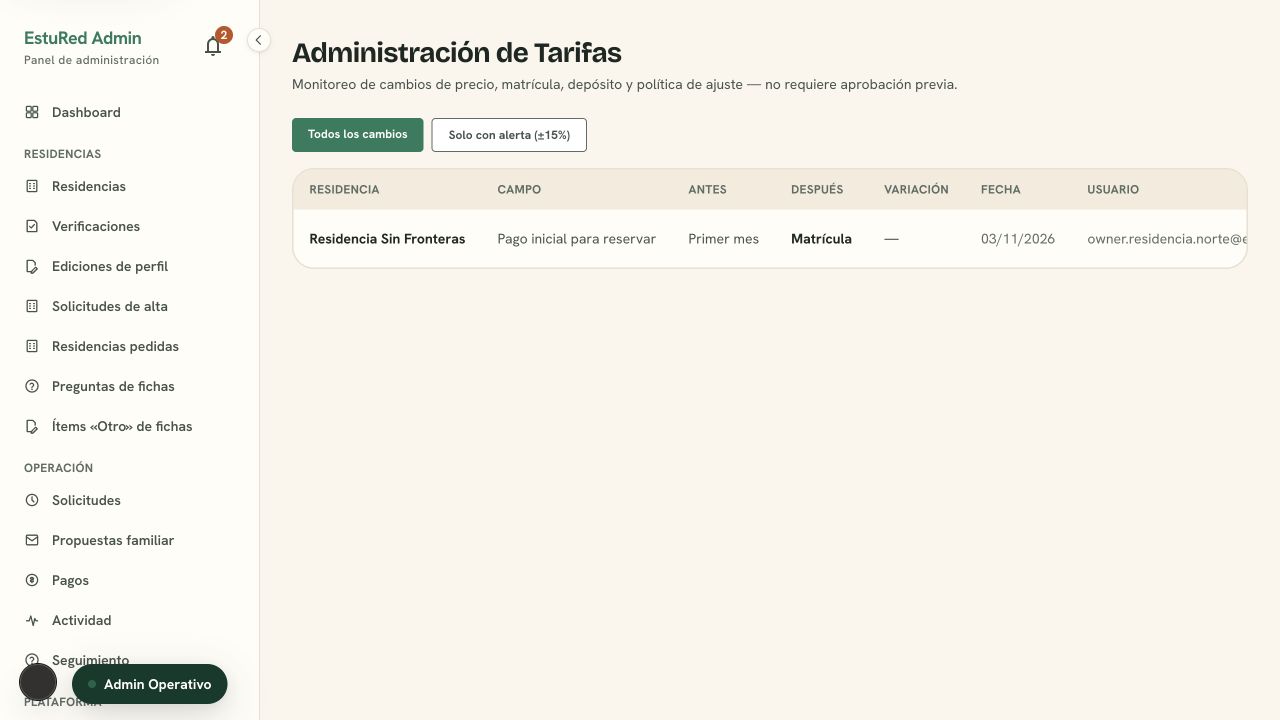 EstuRed Admin
2
Panel de administración
Dashboard
RESIDENCIAS
Residencias
Verificaciones
Ediciones de perfil
Solicitudes de alta
Residencias pedidas
Preguntas de fichas
Ítems «Otro» de fichas
OPERACIÓN
Solicitudes
Propuestas familiar
Pagos
Actividad
Seguimiento
Admin Operativo
PLATAFORMA
Administración de Tarifas
Monitoreo de cambios de precio, matrícula, depósito y política de ajuste — no requiere aprobación previa.
Todos los cambios Solo con alerta (±15%)
RESIDENCIA CAMPO ANTES DESPUÉS VARIACIÓN FECHA USUARIO
Residencia Sin Fronteras Pago inicial para reservar Primer mes Matrícula — 03/11/2026 owner.residencia.norte@e